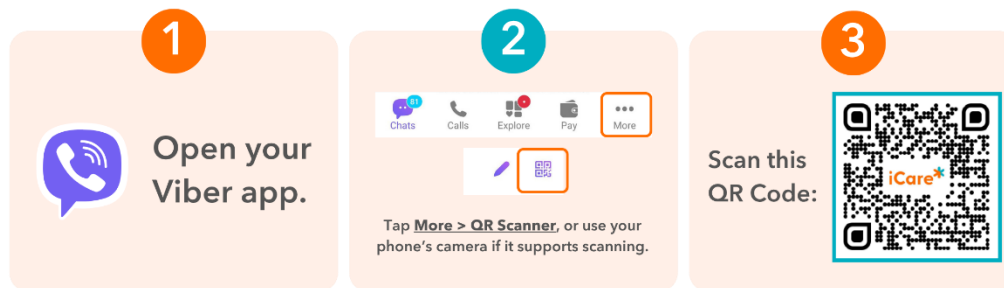 1
Open your
Viber app.
2
81
Chats Calls Explore Pay More
Tap More > QR Scanner, or use your
phone's camera if it supports scanning.
3
Scan this
QR Code:
iCare*